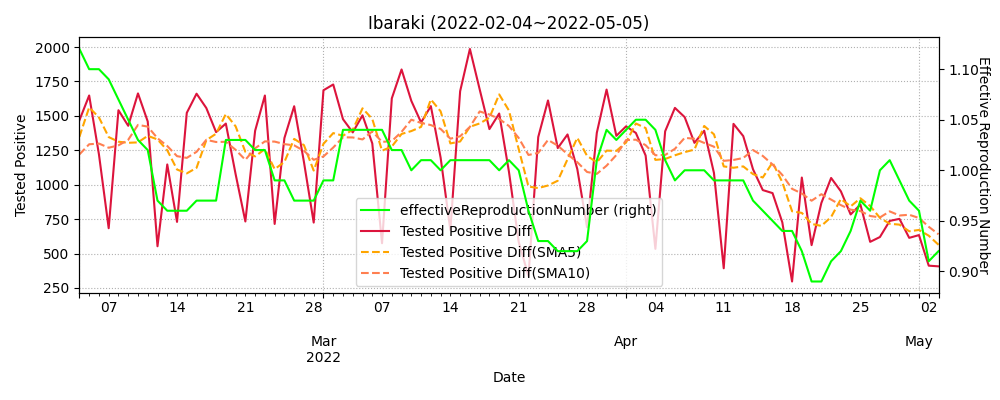 Ibaraki (2022-02-04~2022-05-05)
Tested Positive
2000
1750
1500
1250
1000
750
500
250
1.10
1.05
1.00
0.95
0.90
Effective Reproduction Number
effectiveReproductionNumber (right)
Tested Positive Diff
Tested Positive Diff(SMA5)
Tested Positive Diff(SMA10)
07 14 21 28 07 14 21 28 04 11 18 25 02
Mar Apr May
2022
Date